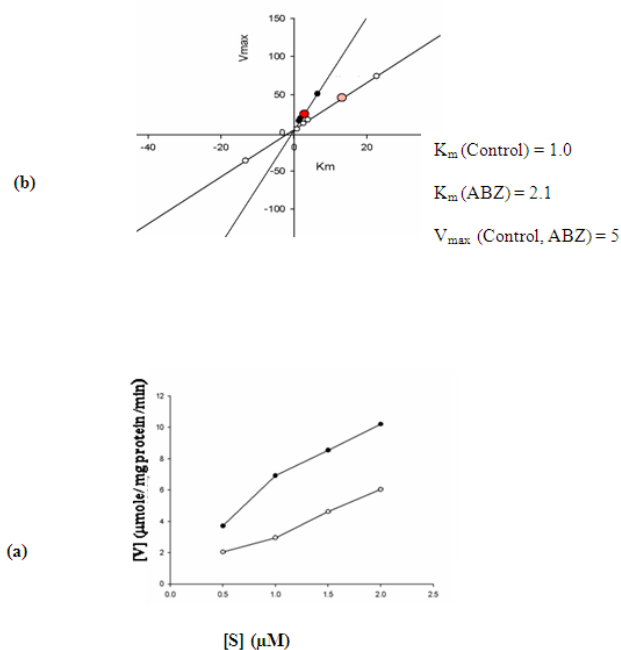 150
100
50
0
-50
-100
-40
-20
0
20
Vmax
Km
(b)
Km (Control) = 1.0
Km (ABZ) = 2.1
Vmax (Control, ABZ) = 5
[V] (µmole/mg protein/min)
12
10
8
6
4
2
0
0.0
0.5
1.0
1.5
2.0
2.5
(a)
[S] (µM)